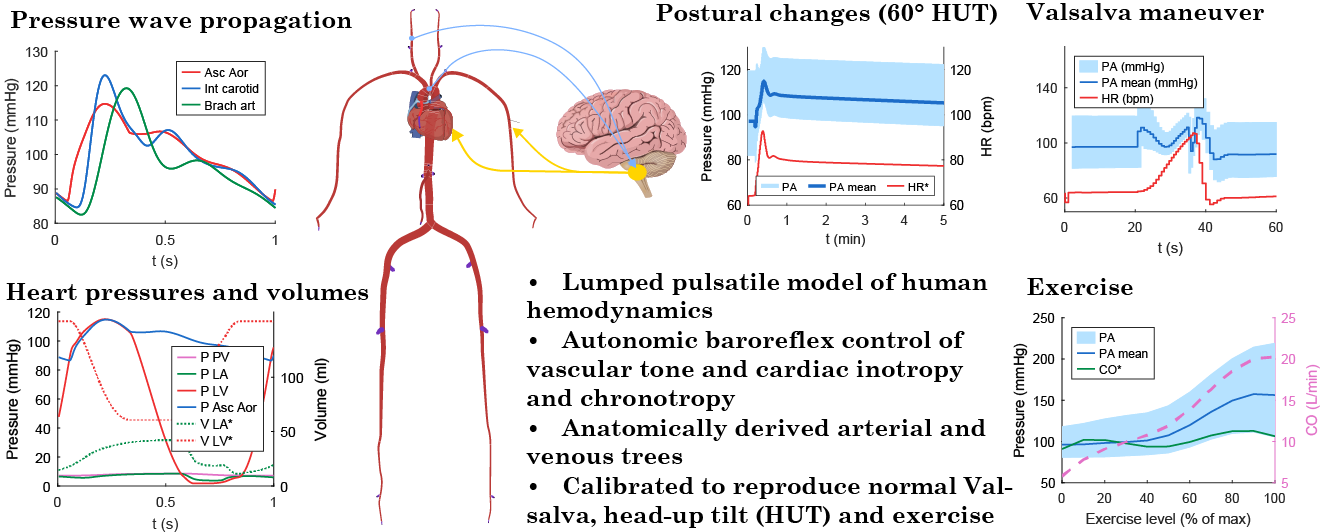 Pressure wave propagation
130
120
110
100
90
80
Pressure (mmHg)
Asc Aor
Int carotid
Brach art
0
0.5
1
t (s)
Postural changes (60° HUT)
120
100
80
60
Pressure (mmHg)
120
100
80
60
HR (bpm)
PA
PA mean
HR*
0
1
2
3
4
5
t (min)
Valsalva maneuver
PA (mmHg)
PA mean (mmHg)
HR (bpm)
140
100
60
0
20
40
60
t (s)
Heart pressures and volumes
120
100
80
60
40
20
0
Pressure (mmHg)
P PV
P LA
P LV
P Asc Aor
V LA*
V LV*
100
50
0
Volume (ml)
0
0.5
1
t (s)
• Lumped pulsatile model of human
hemodynamics
• Autonomic baroreflex control of
vascular tone and cardiac inotropy
and chronotropy
• Anatomically derived arterial and
venous trees
• Calibrated to reproduce normal Val-
salva, head-up tilt (HUT) and exercise
Exercise
250
200
150
100
50
Pressure (mmHg)
PA
PA mean
CO*
25
20
15
10
5
CO (L/min)
0
20
40
60
80
100
Exercise level (% of max)